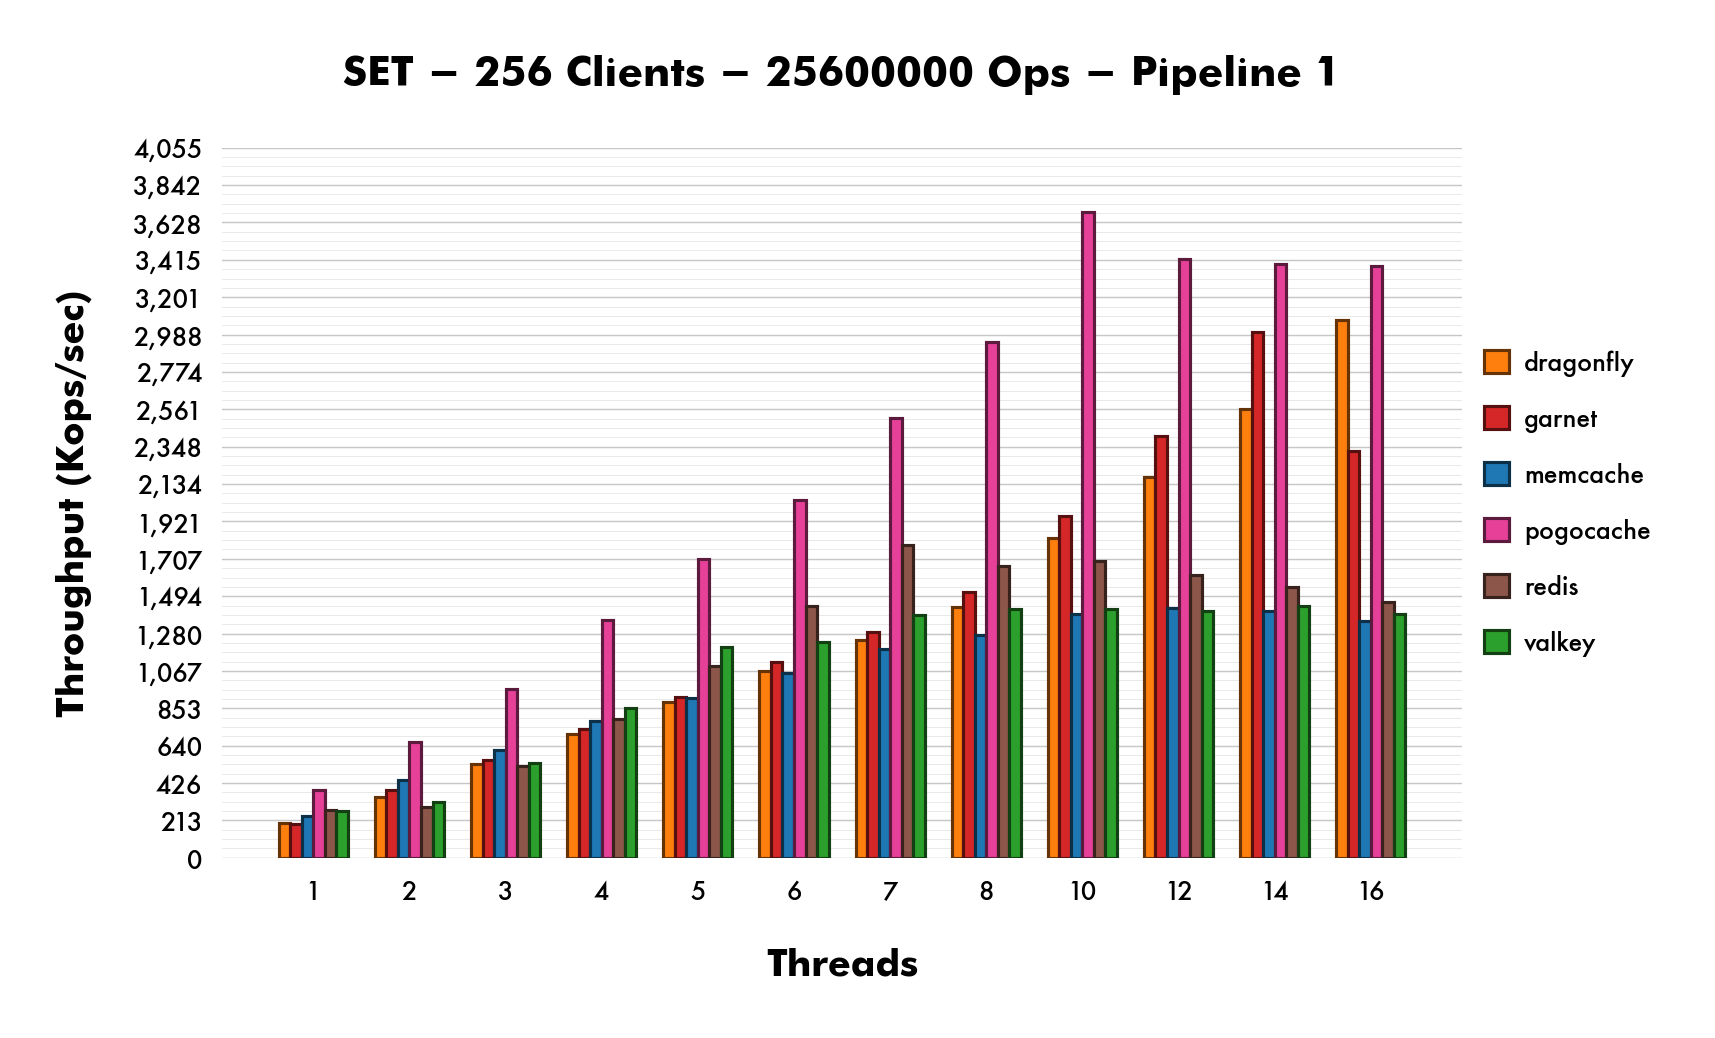 SET – 256 Clients – 25600000 Ops – Pipeline 1
Throughput (Kops/sec)
4,055
3,842
3,628
3,415
3,201
2,988
2,774
2,561
2,348
2,134
1,921
1,707
1,494
1,280
1,067
853
640
426
213
0
1 2 3 4 5 6 7 8 10 12 14 16
Threads
dragonfly
garnet
memcache
pogocache
redis
valkey